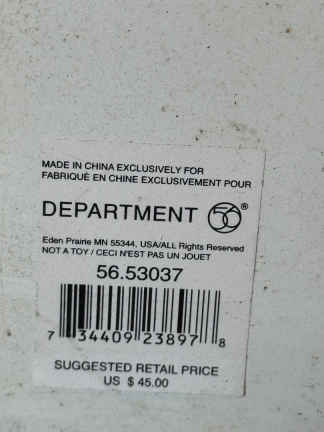 MADE IN CHINA EXCLUSIVELY FOR
FABRIQUÉ EN CHINE EXCLUSIVEMENT POUR
DEPARTMENT 56®
Eden Prairie MN 55344, USA/ALL Rights Reserved
NOT A TOY / CECI N'EST PAS UN JOUET
56.53037
7 34409 23897 8
SUGGESTED RETAIL PRICE
US $ 45.00